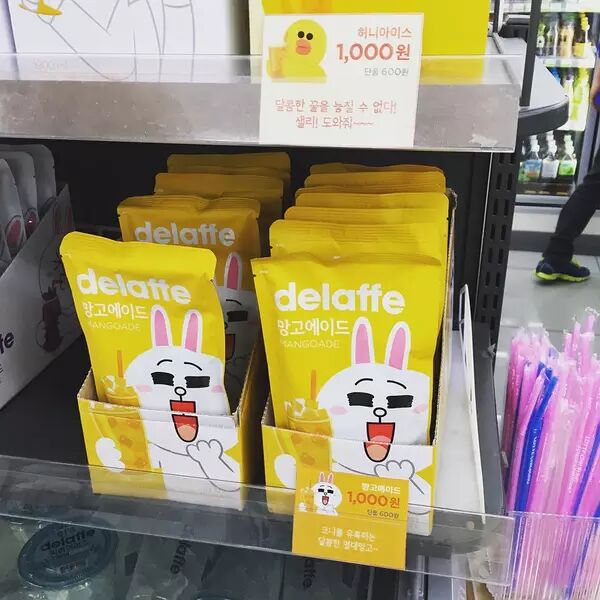 허니아이스
1,000원
단품 600원
달콤한 꿀을 놓칠 수 없다!
샐리! 도와줘~~~
delaffe
delaffe
망고에이드
MANGOADE
delaffe
망고에이드
MANGOADE
망고에이드
1,000원
단품 600원
코니를 유혹하는
달콤한 열대망고~
delaffe